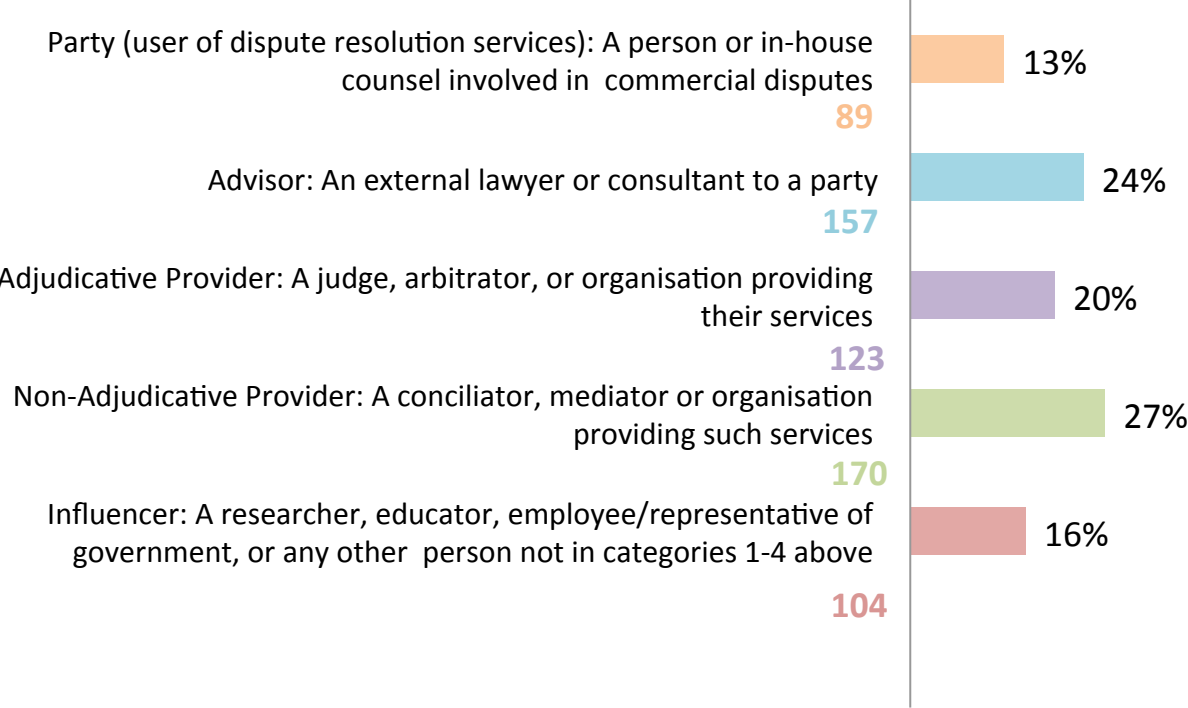 Party (user of dispute resolution services): A person or in-house
counsel involved in  commercial disputes
89
13%
Advisor: An external lawyer or consultant to a party
157
24%
Adjudicative Provider: A judge, arbitrator, or organisation providing
their services
123
20%
Non-Adjudicative Provider: A conciliator, mediator or organisation
providing such services
170
27%
Influencer: A researcher, educator, employee/representative of
government, or any other  person not in categories 1-4 above
104
16%